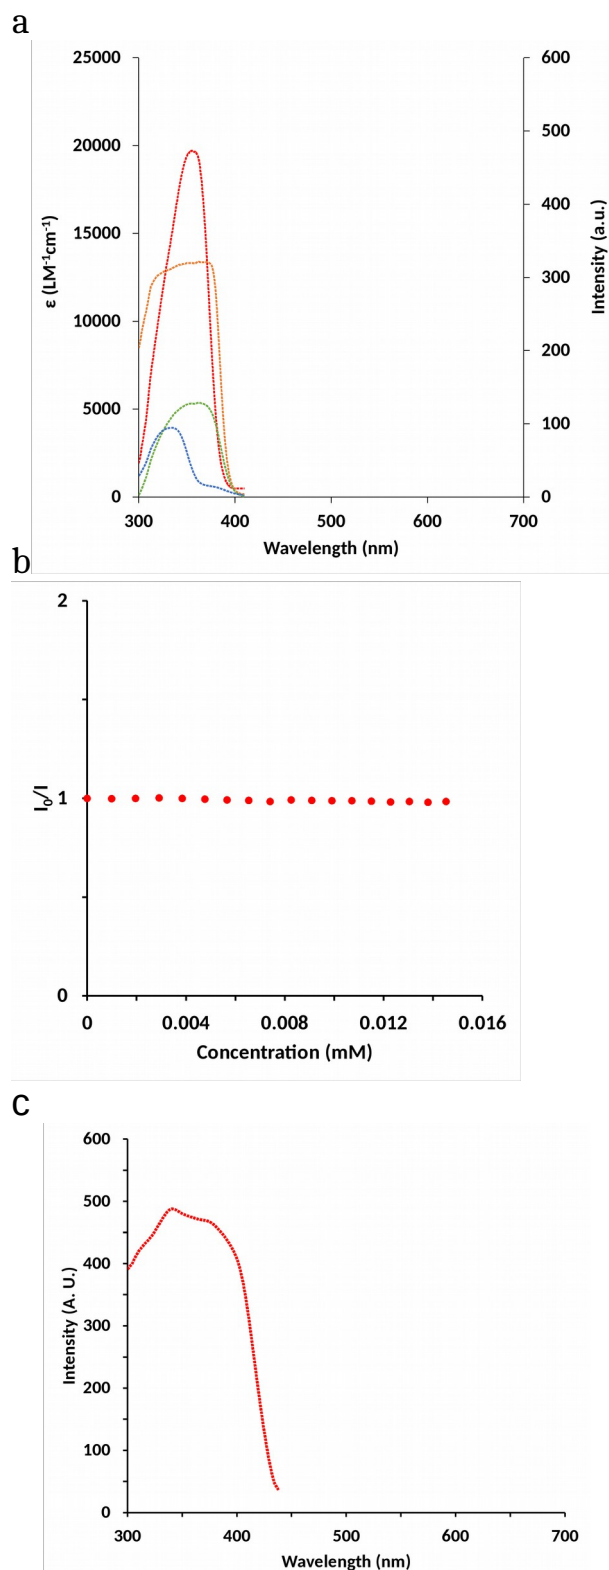 a
25000
20000
15000
10000
5000
0
ε (LM-1cm-1)
600
500
400
300
200
100
0
Intensity (a.u.)
300 400 500 600 700
Wavelength (nm)
b
2
1
0
I0/I
0 0.004 0.008 0.012 0.016
Concentration (mM)
c
600
500
400
300
200
100
0
Intensity (A. U.)
300 400 500 600 700
Wavelength (nm)